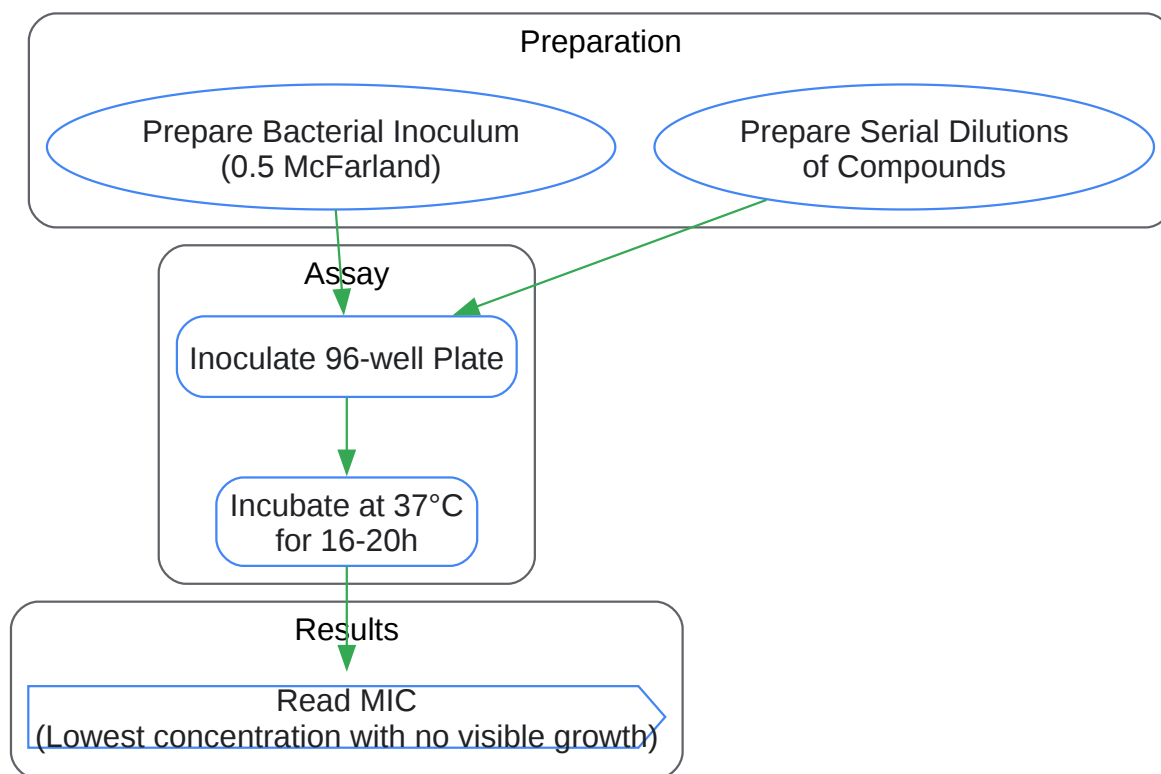 Preparation
Prepare Bacterial Inoculum
(0.5 McFarland)
Prepare Serial Dilutions
of Compounds
Assay
Inoculate 96-well Plate
Incubate at 37°C
for 16-20h
Results
Read MIC
(Lowest concentration with no visible growth)